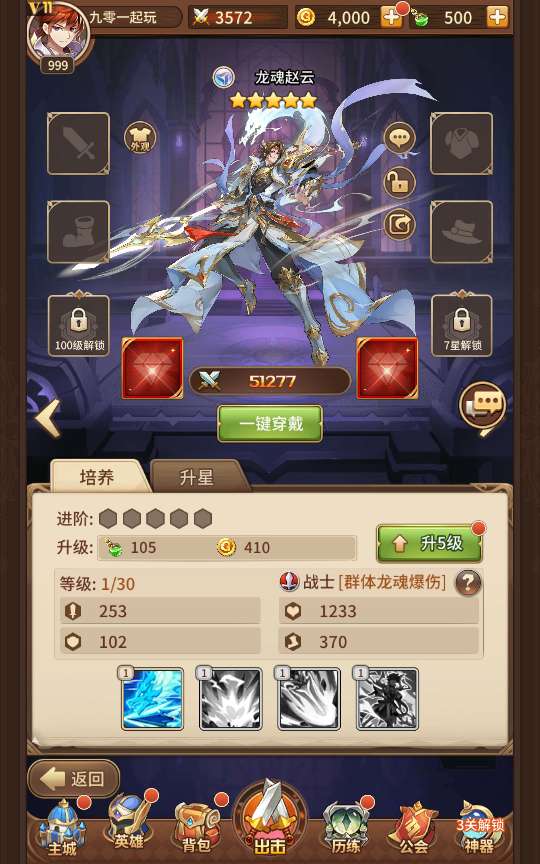 V11
九零一起玩
3572
4,000
500
999
龙魂赵云
外观
100级解锁
7星解锁
51277
一键穿戴
培养
升星
进阶:
升级:
105
410
升5级
等级: 1/30
战士 [群体龙魂爆伤]
?
253
1233
102
370
1
1
1
1
返回
主城
英雄
背包
出击
历练
公会
3关解锁
神器